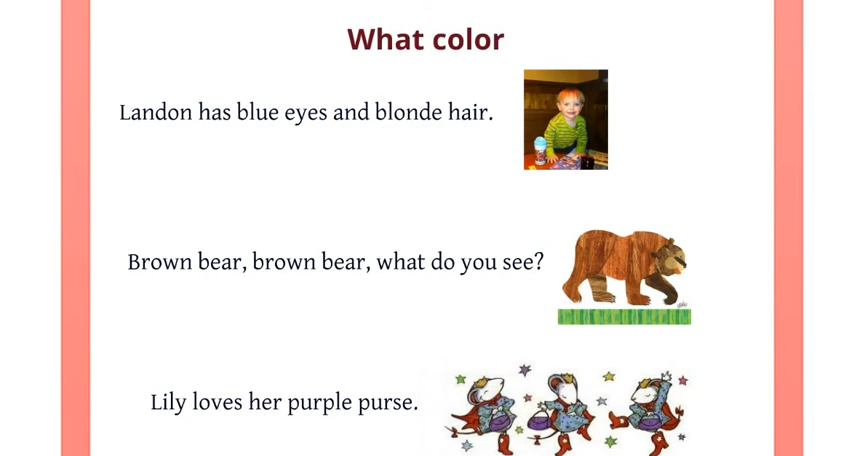 What color
Landon has blue eyes and blonde hair.
Brown bear, brown bear, what do you see?
Lily loves her purple purse.